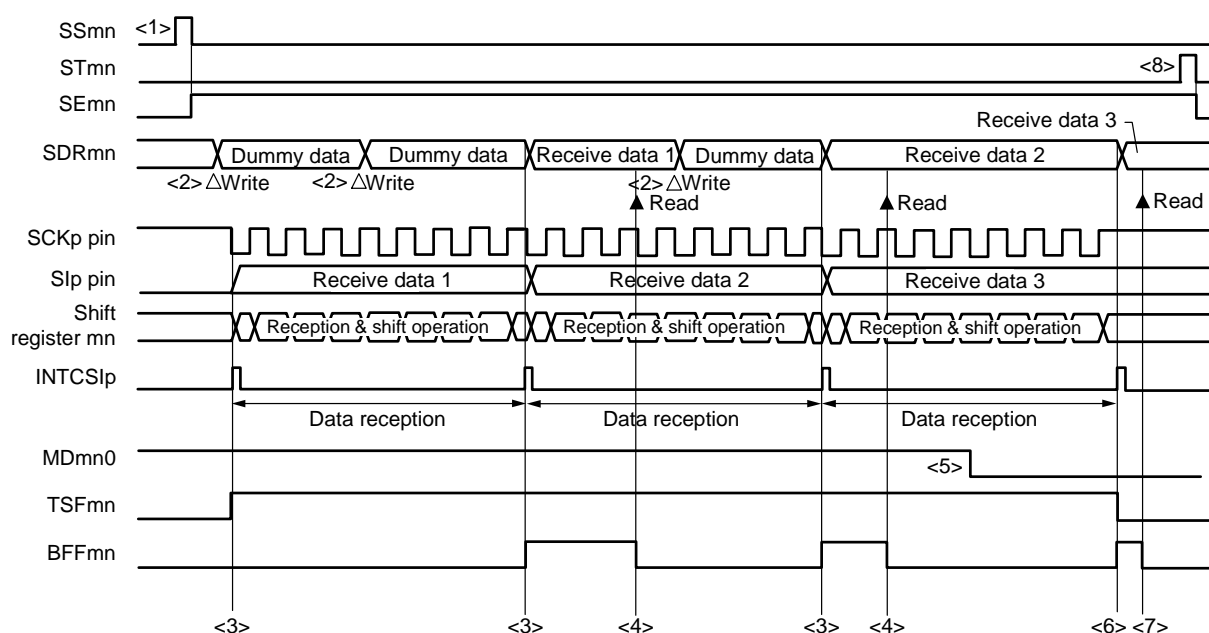 SSmn <1>
STmn <8>
SEmn
Receive data 3
SDRmn Dummy data Dummy data Receive data 1 Dummy data Receive data 2
<2> △Write <2> △Write <2> △Write
▲ Read ▲ Read ▲ Read
SCKp pin
SIp pin Receive data 1 Receive data 2 Receive data 3
Shift
register mn Reception & shift operation Reception & shift operation Reception & shift operation
INTCSIp
Data reception Data reception Data reception
MDmn0 <5>
TSFmn
BFFmn
<3> <3> <4> <3> <4> <6> <7>